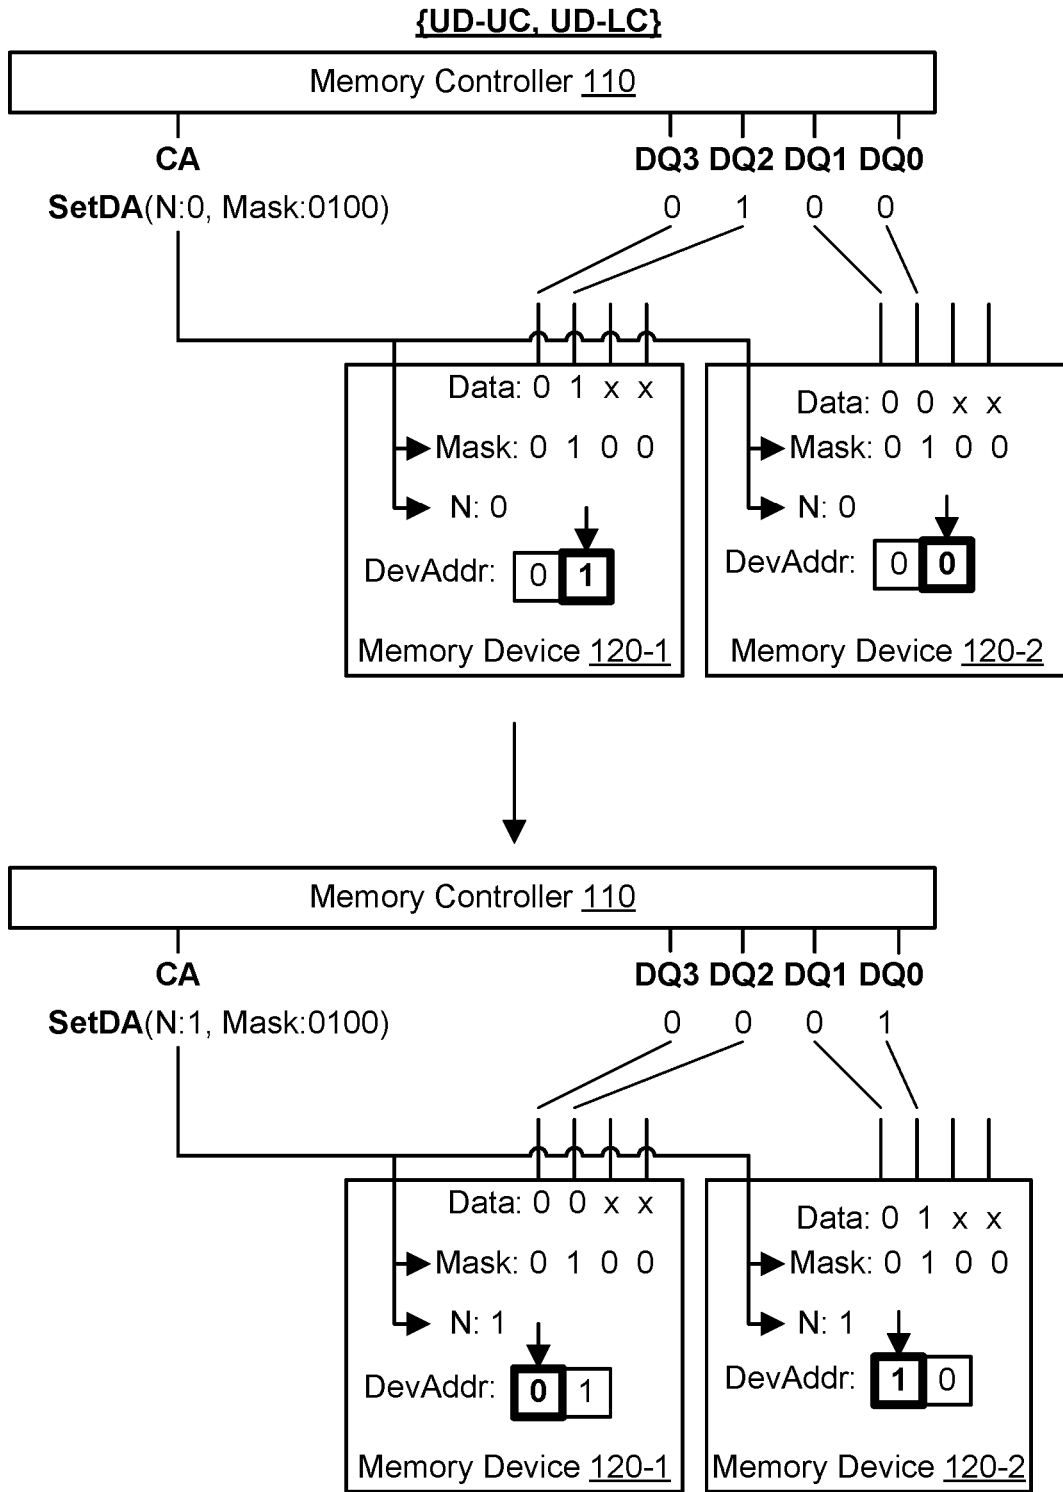 {UD-UC, UD-LC}
Memory Controller 110
CA DQ3 DQ2 DQ1 DQ0
SetDA(N:0, Mask:0100) 0 1 0 0
Data: 0 1 x x
Data: 0 0 x x
Mask: 0 1 0 0
Mask: 0 1 0 0
N: 0
N: 0
DevAddr: 0 1
DevAddr: 0 0
Memory Device 120-1
Memory Device 120-2
Memory Controller 110
CA DQ3 DQ2 DQ1 DQ0
SetDA(N:1, Mask:0100) 0 0 0 1
Data: 0 0 x x
Data: 0 1 x x
Mask: 0 1 0 0
Mask: 0 1 0 0
N: 1
N: 1
DevAddr: 0 1
DevAddr: 1 0
Memory Device 120-1
Memory Device 120-2